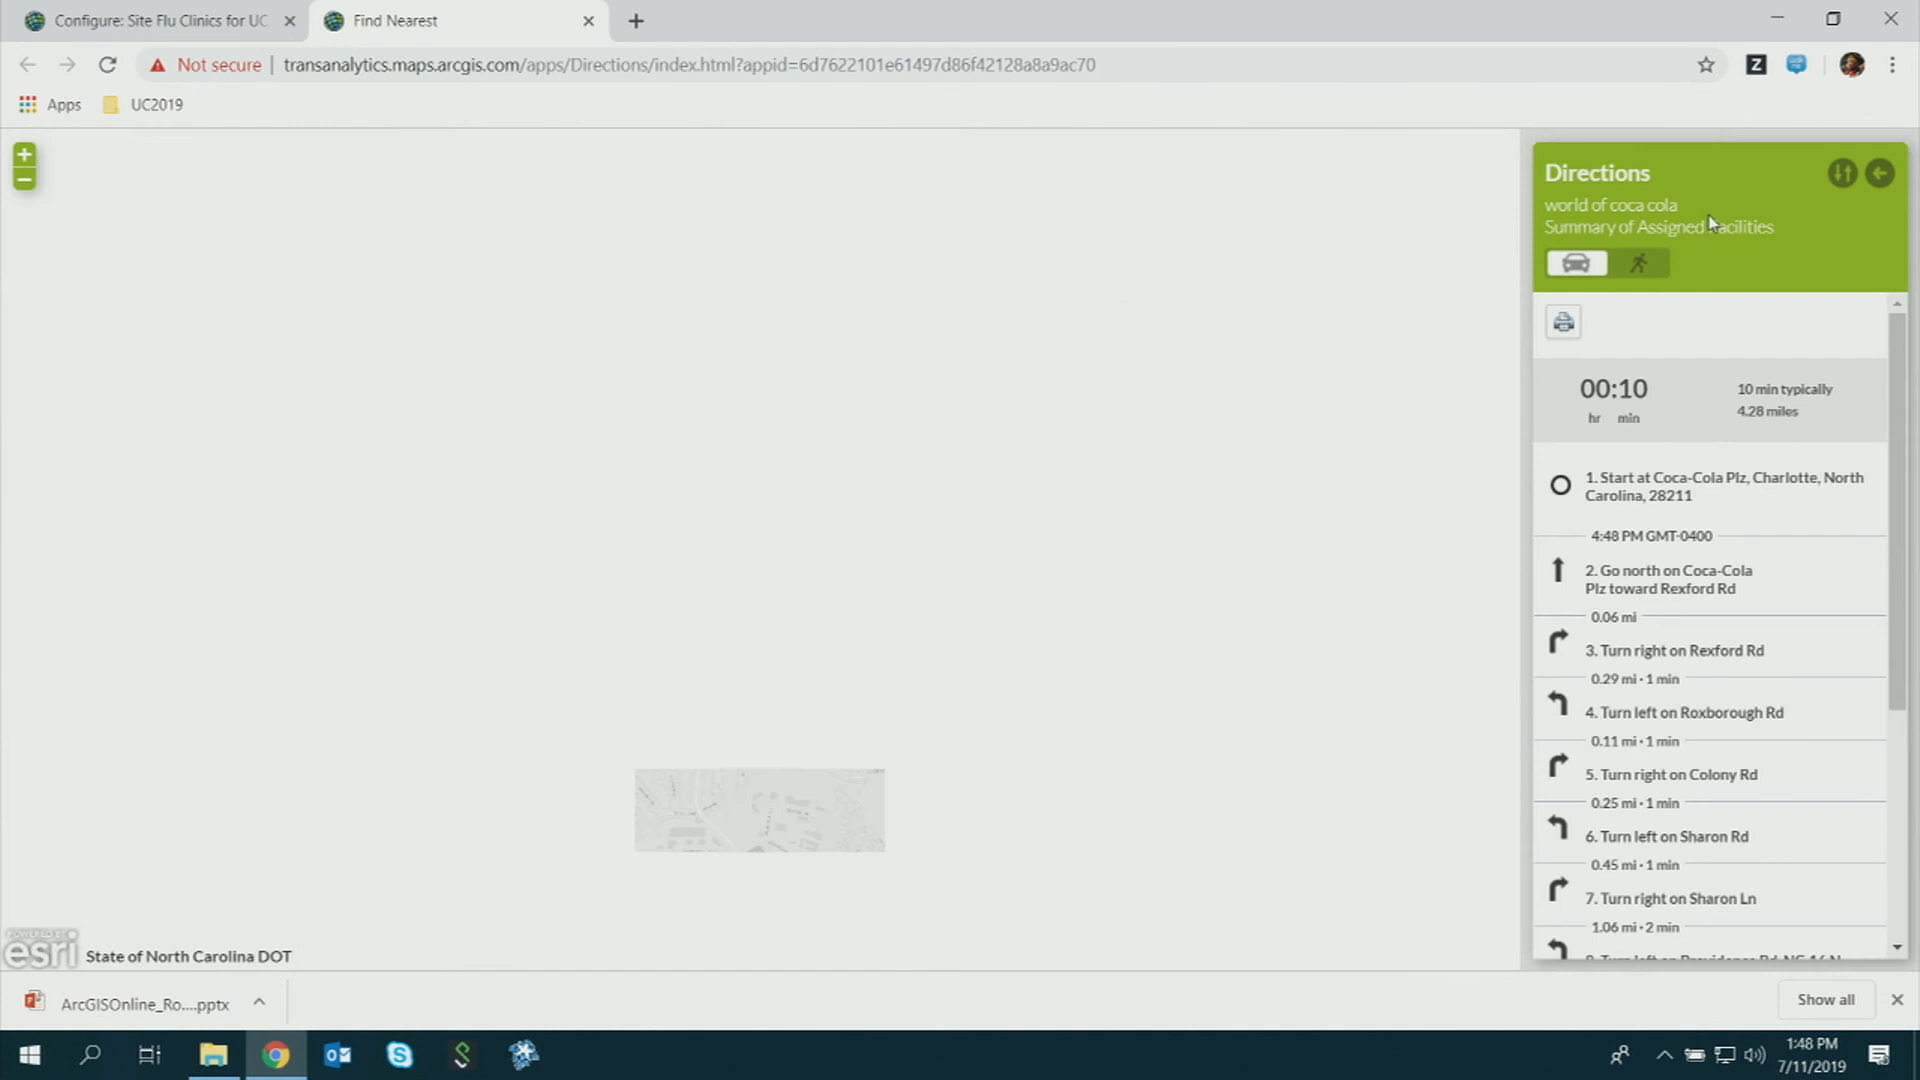 Configure: Site Flu Clinics for UC
Find Nearest
Not secure
transanalytics.maps.arcgis.com/apps/Directions/index.html?appid=6d7622101e61497d86f42128a8a9ac70
Apps
UC2019
+
−
Directions
world of coca cola
Summary of Assigned Facilities
00:10
hr min
10 min typically
4.28 miles
1. Start at Coca-Cola Plz, Charlotte, North
Carolina, 28211
4:48 PM GMT-0400
2. Go north on Coca-Cola
Plz toward Rexford Rd
0.06 mi
3. Turn right on Rexford Rd
0.29 mi · 1 min
4. Turn left on Roxborough Rd
0.11 mi · 1 min
5. Turn right on Colony Rd
0.25 mi · 1 min
6. Turn left on Sharon Rd
0.45 mi · 1 min
7. Turn right on Sharon Ln
1.06 mi · 2 min
POWERED BY
esri
State of North Carolina DOT
ArcGISOnline_Ro....pptx
Show all
1:48 PM
7/11/2019